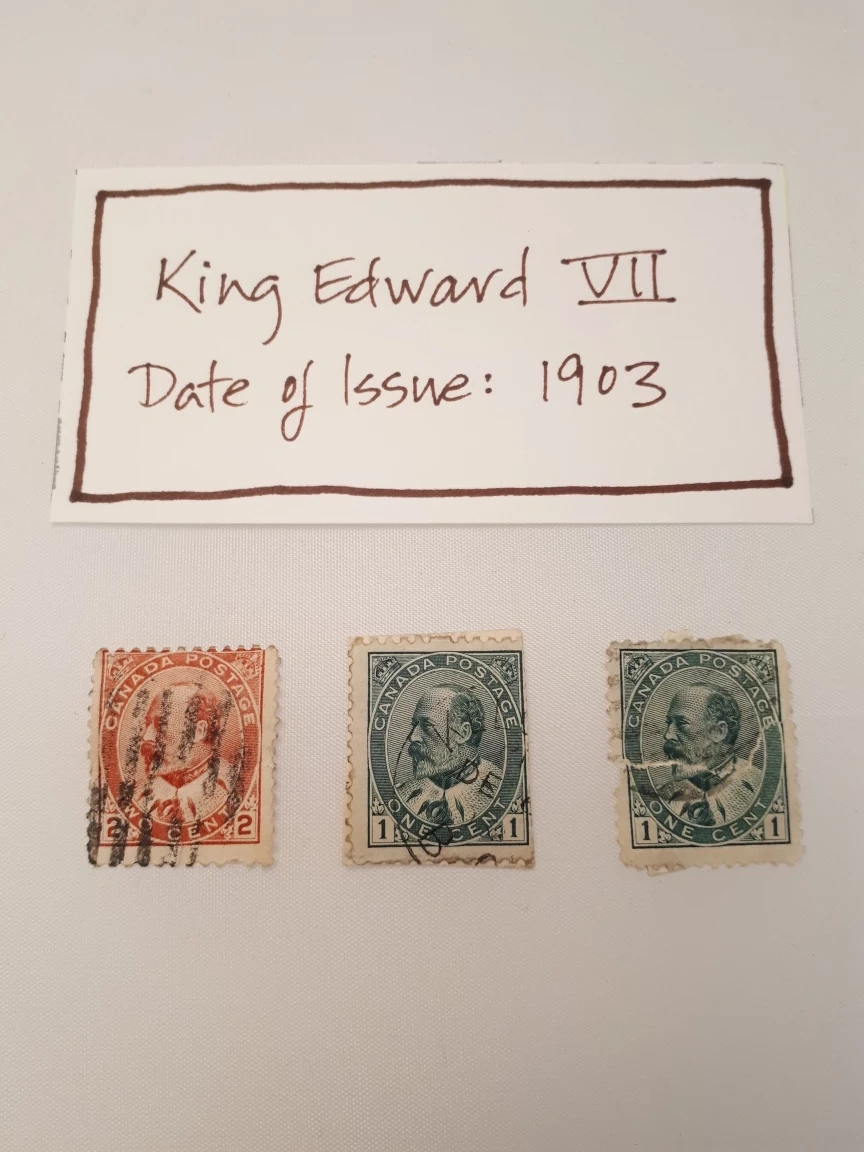 King Edward VII
Date of Issue: 1903
CANADA POSTAGE
TWO CENTS
2 2
CANADA POSTAGE
ONE CENT
1 1
CANADA POSTAGE
ONE CENT
1 1